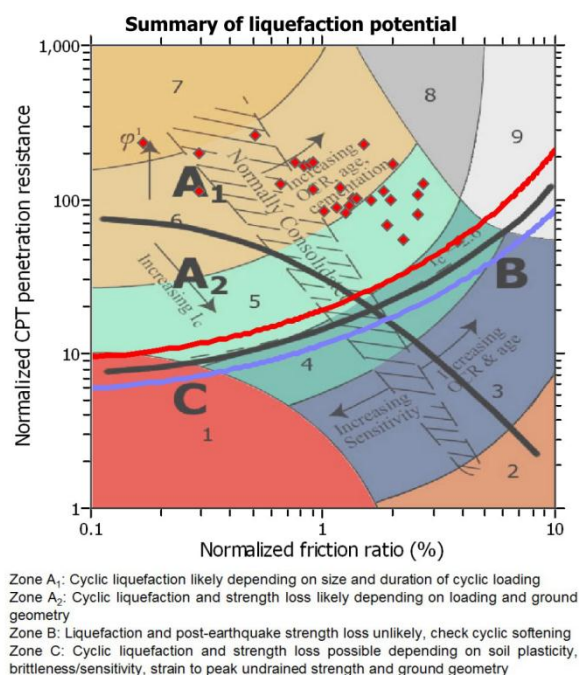 Summary of liquefaction potential
Normalized CPT penetration resistance
1,000
100
10
1
0.1
1
10
Normalized friction ratio (%)
7
8
9
φ'
Increasing
OCR, age,
cementation
Normally Consolidated
A1
6
A2
Increasing Ic
5
B
4
C
Increasing
OCR & age
Increasing
Sensitivity
3
1
2
Zone A1: Cyclic liquefaction likely depending on size and duration of cyclic loading
Zone A2: Cyclic liquefaction and strength loss likely depending on loading and ground
geometry
Zone B: Liquefaction and post-earthquake strength loss unlikely, check cyclic softening
Zone C: Cyclic liquefaction and strength loss possible depending on soil plasticity,
brittleness/sensitivity, strain to peak undrained strength and ground geometry